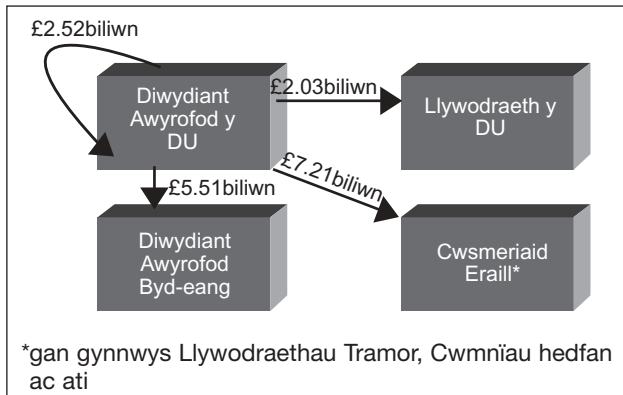 £2.52biliwn
Diwydiant
Awyrofod y
DU
£2.03biliwn
Llywodraeth y
DU
£5.51biliwn
£7.21biliwn
Diwydiant
Awyrofod
Byd-eang
Cwsmeriaid
Eraill*
*gan gynnwys Llywodraethau Tramor, Cwmnïau hedfan
ac ati